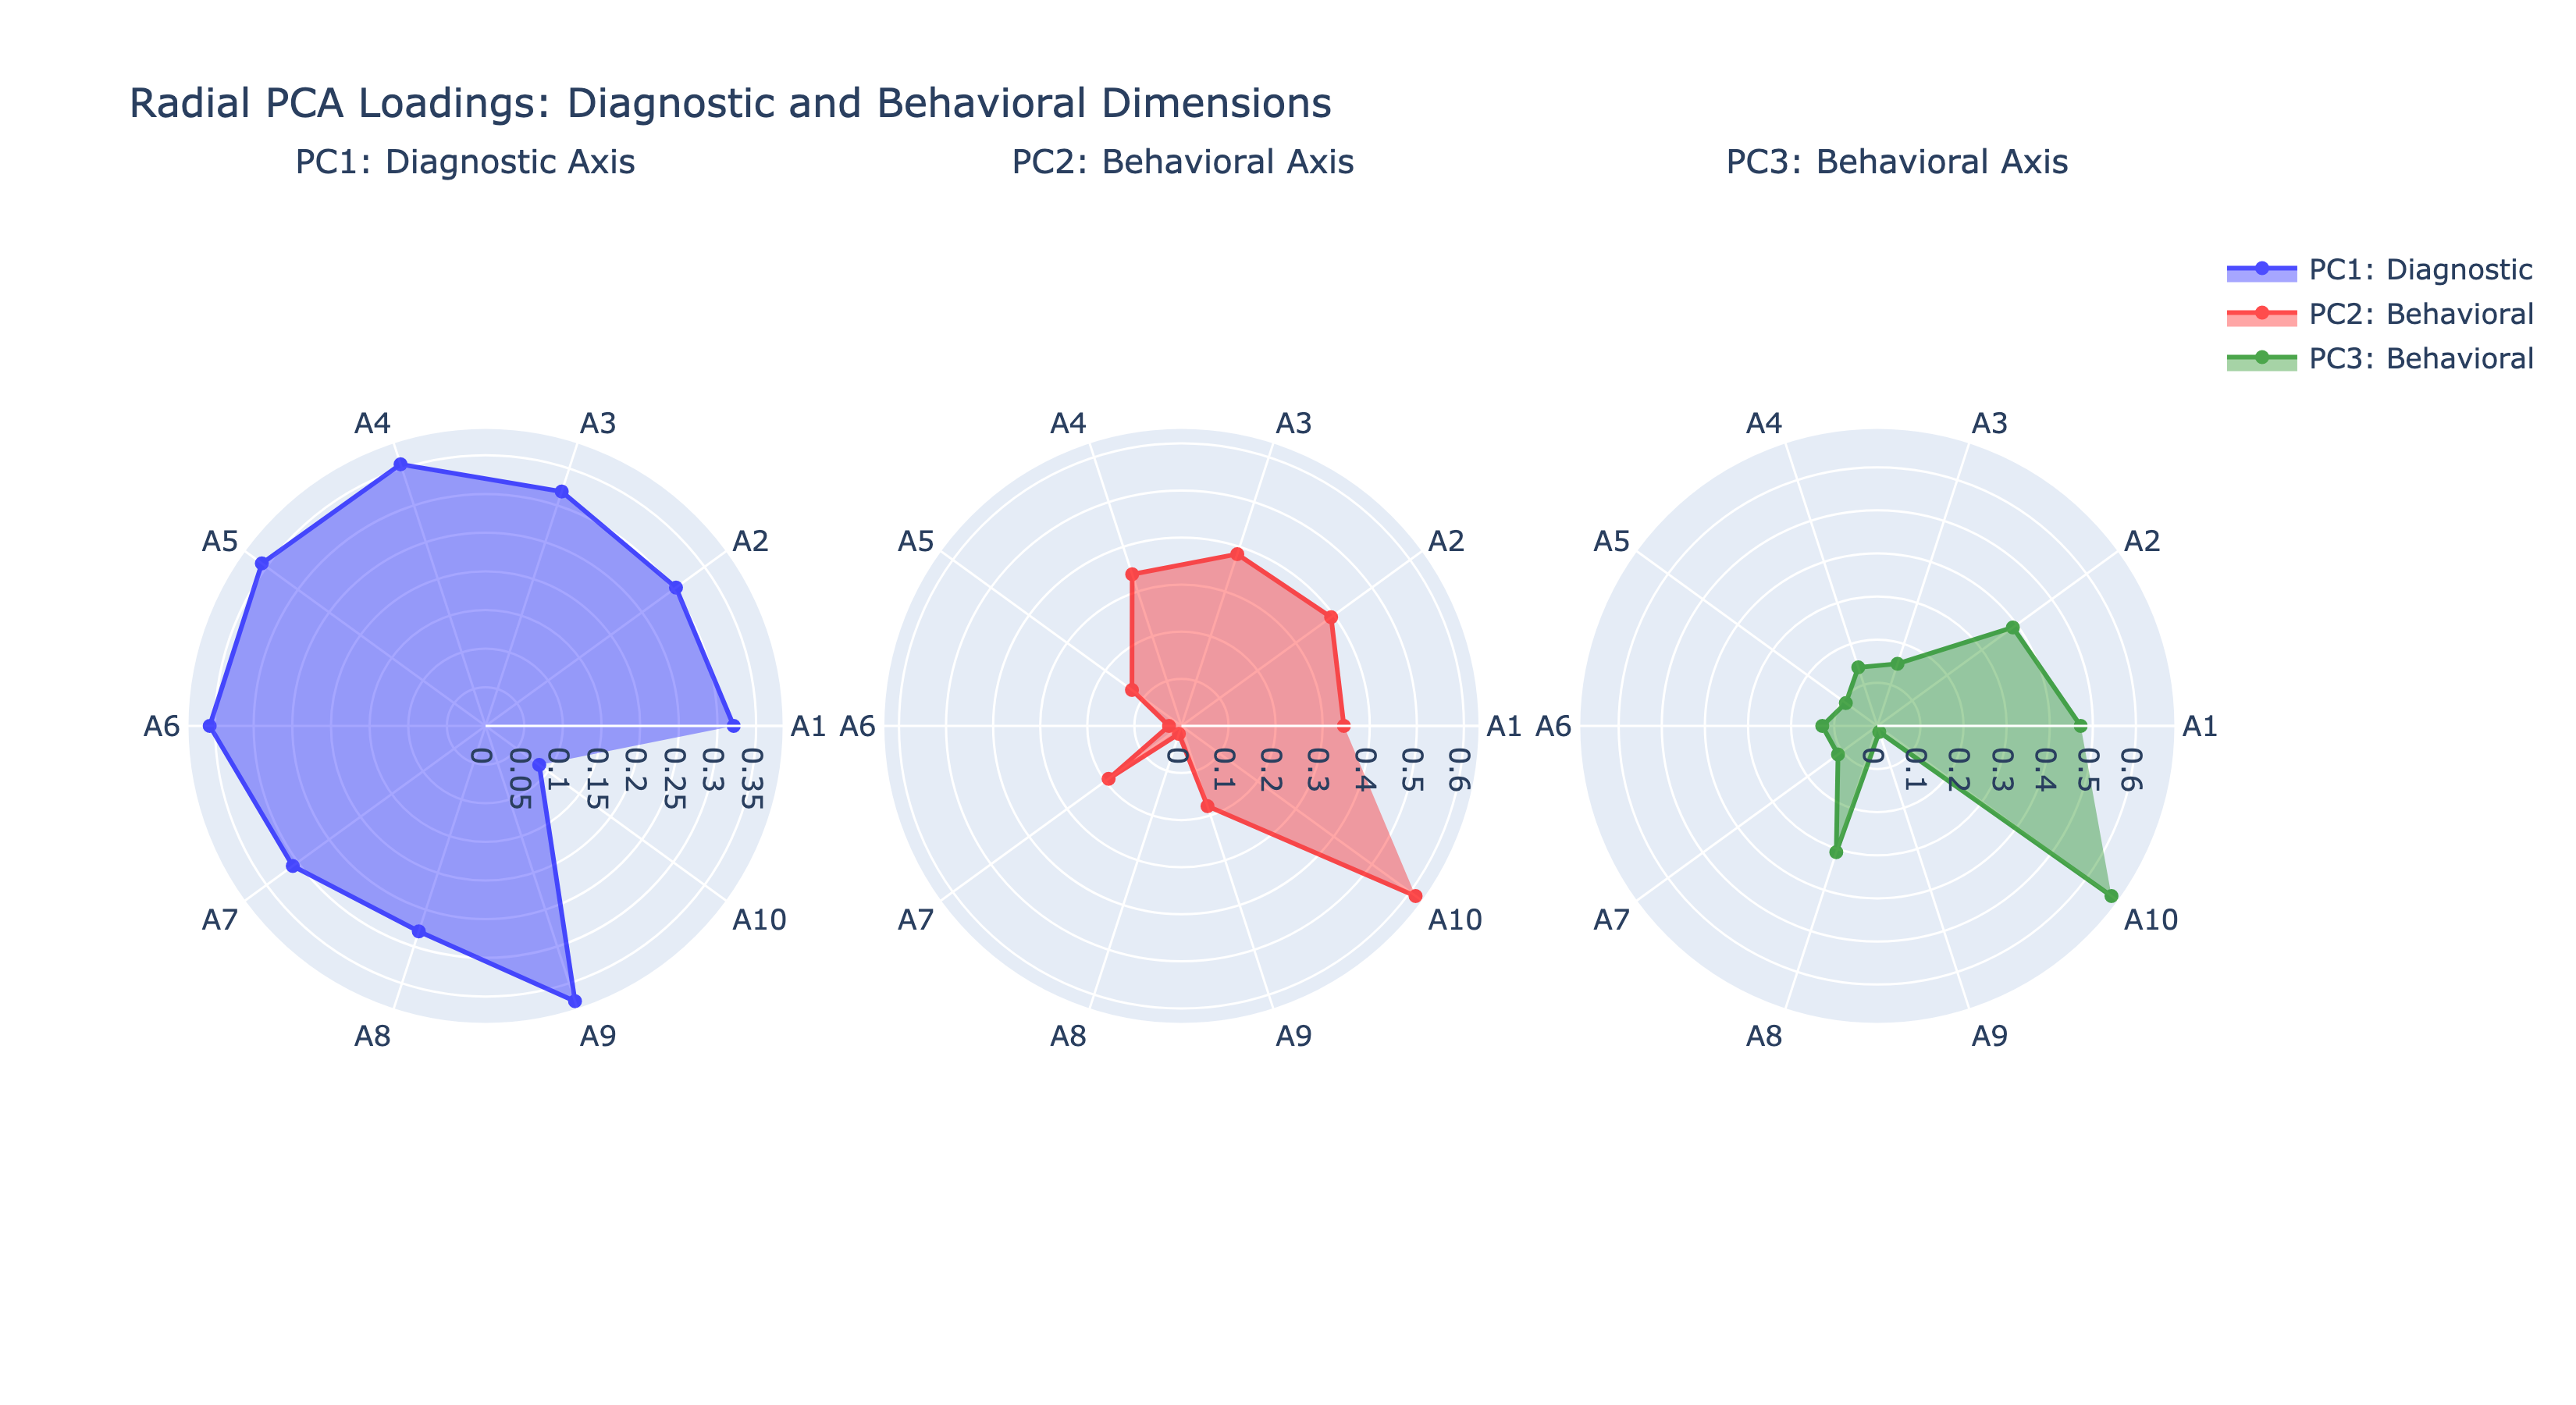 Radial PCA Loadings: Diagnostic and Behavioral Dimensions
PC1: Diagnostic Axis
PC2: Behavioral Axis
PC3: Behavioral Axis
PC1: Diagnostic
PC2: Behavioral
PC3: Behavioral
A1
A2
A3
A4
A5
A6
A7
A8
A9
A10
0
0.05
0.1
0.15
0.2
0.25
0.3
0.35
A1
A2
A3
A4
A5
A6
A7
A8
A9
A10
0
0.1
0.2
0.3
0.4
0.5
0.6
A1
A2
A3
A4
A5
A6
A7
A8
A9
A10
0
0.1
0.2
0.3
0.4
0.5
0.6